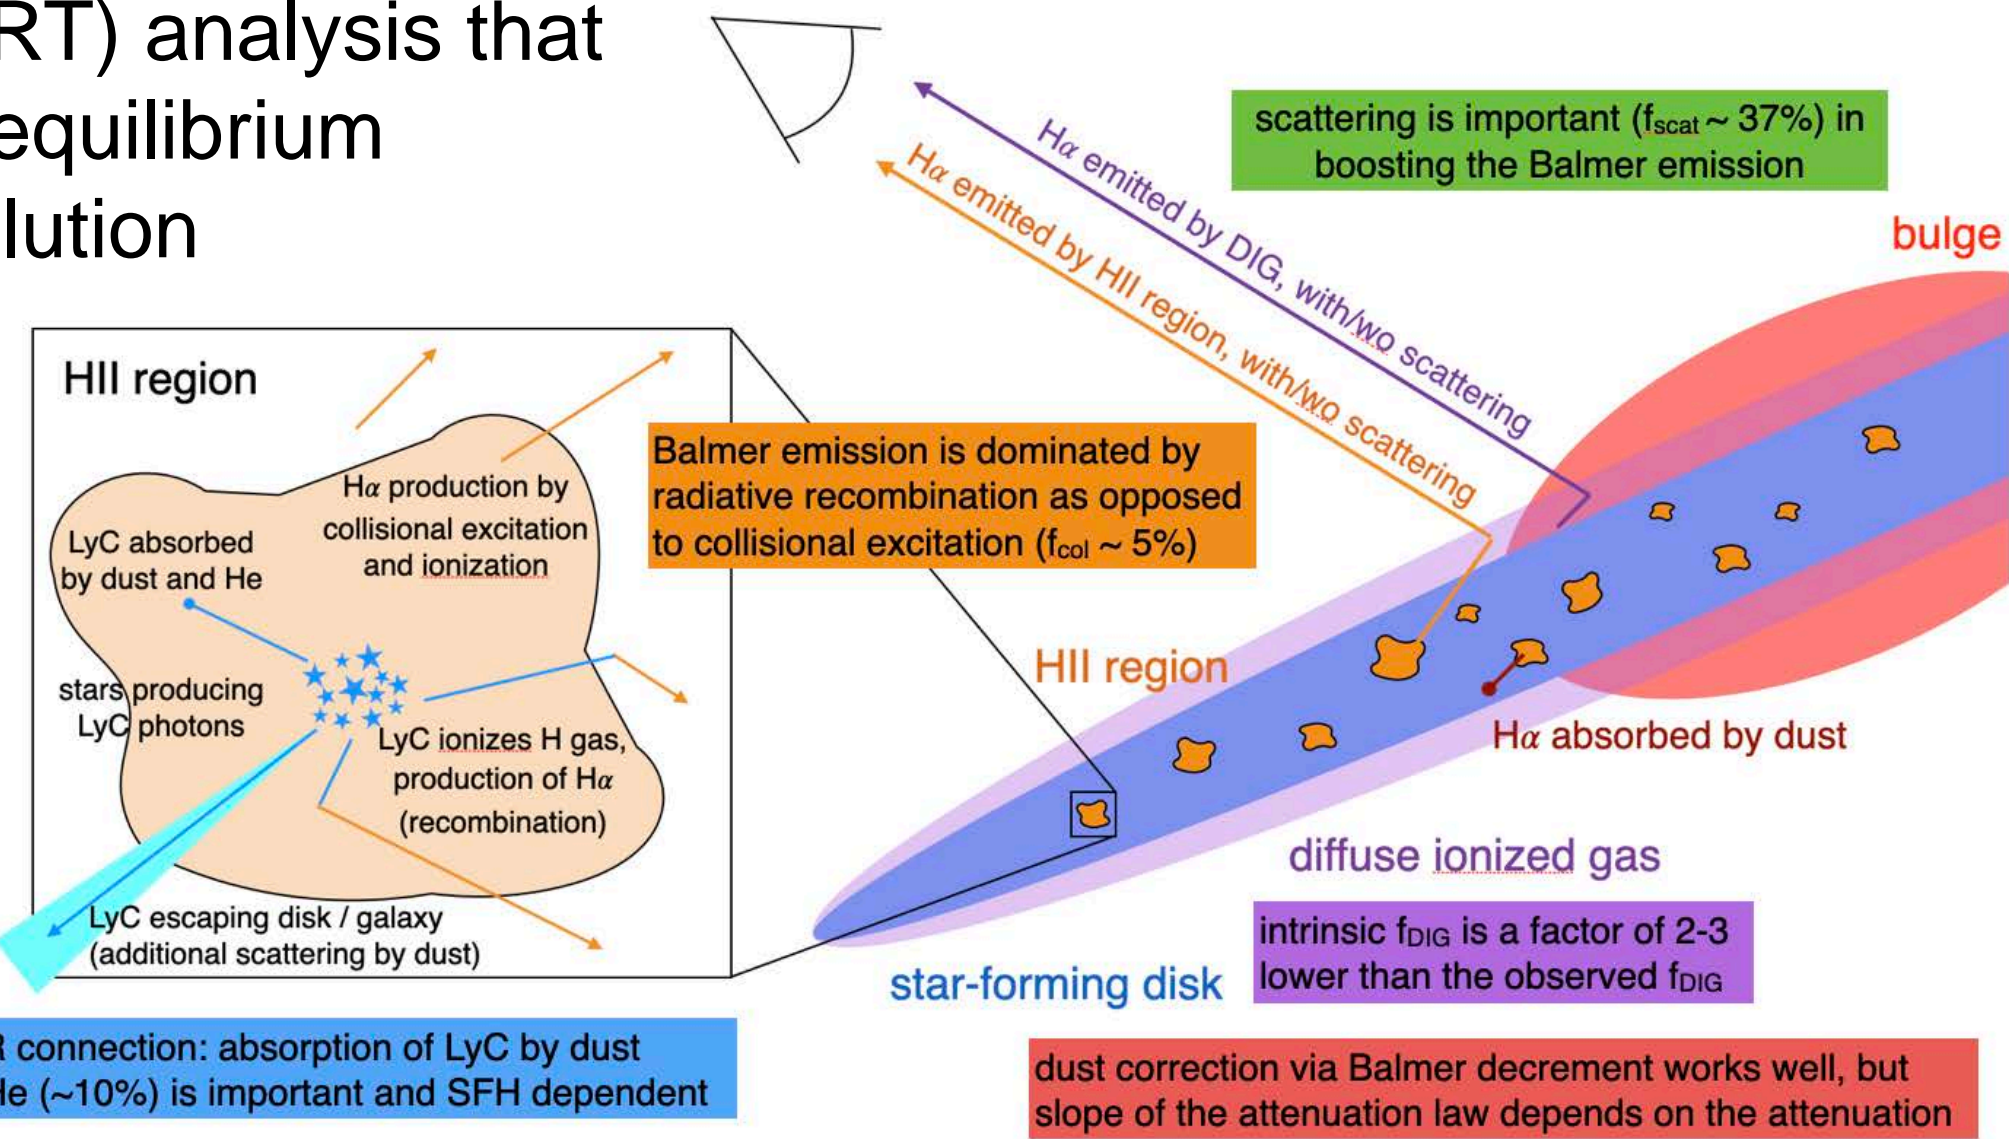 RT) analysis that
equilibrium
lution
HII region
LyC absorbed
by dust and He
Hα production by
collisional excitation
and ionization
stars producing
LyC photons
LyC ionizes H gas,
production of Hα
(recombination)
LyC escaping disk / galaxy
(additional scattering by dust)
R connection: absorption of LyC by dust
He (~10%) is important and SFH dependent
Balmer emission is dominated by
radiative recombination as opposed
to collisional excitation (fcol ~ 5%)
Hα emitted by DIG, with/wo scattering
Hα emitted by HII region, with/wo scattering
scattering is important (fscat ~ 37%) in
boosting the Balmer emission
bulge
HII region
Hα absorbed by dust
diffuse ionized gas
intrinsic fDIG is a factor of 2-3
lower than the observed fDIG
star-forming disk
dust correction via Balmer decrement works well, but
slope of the attenuation law depends on the attenuation